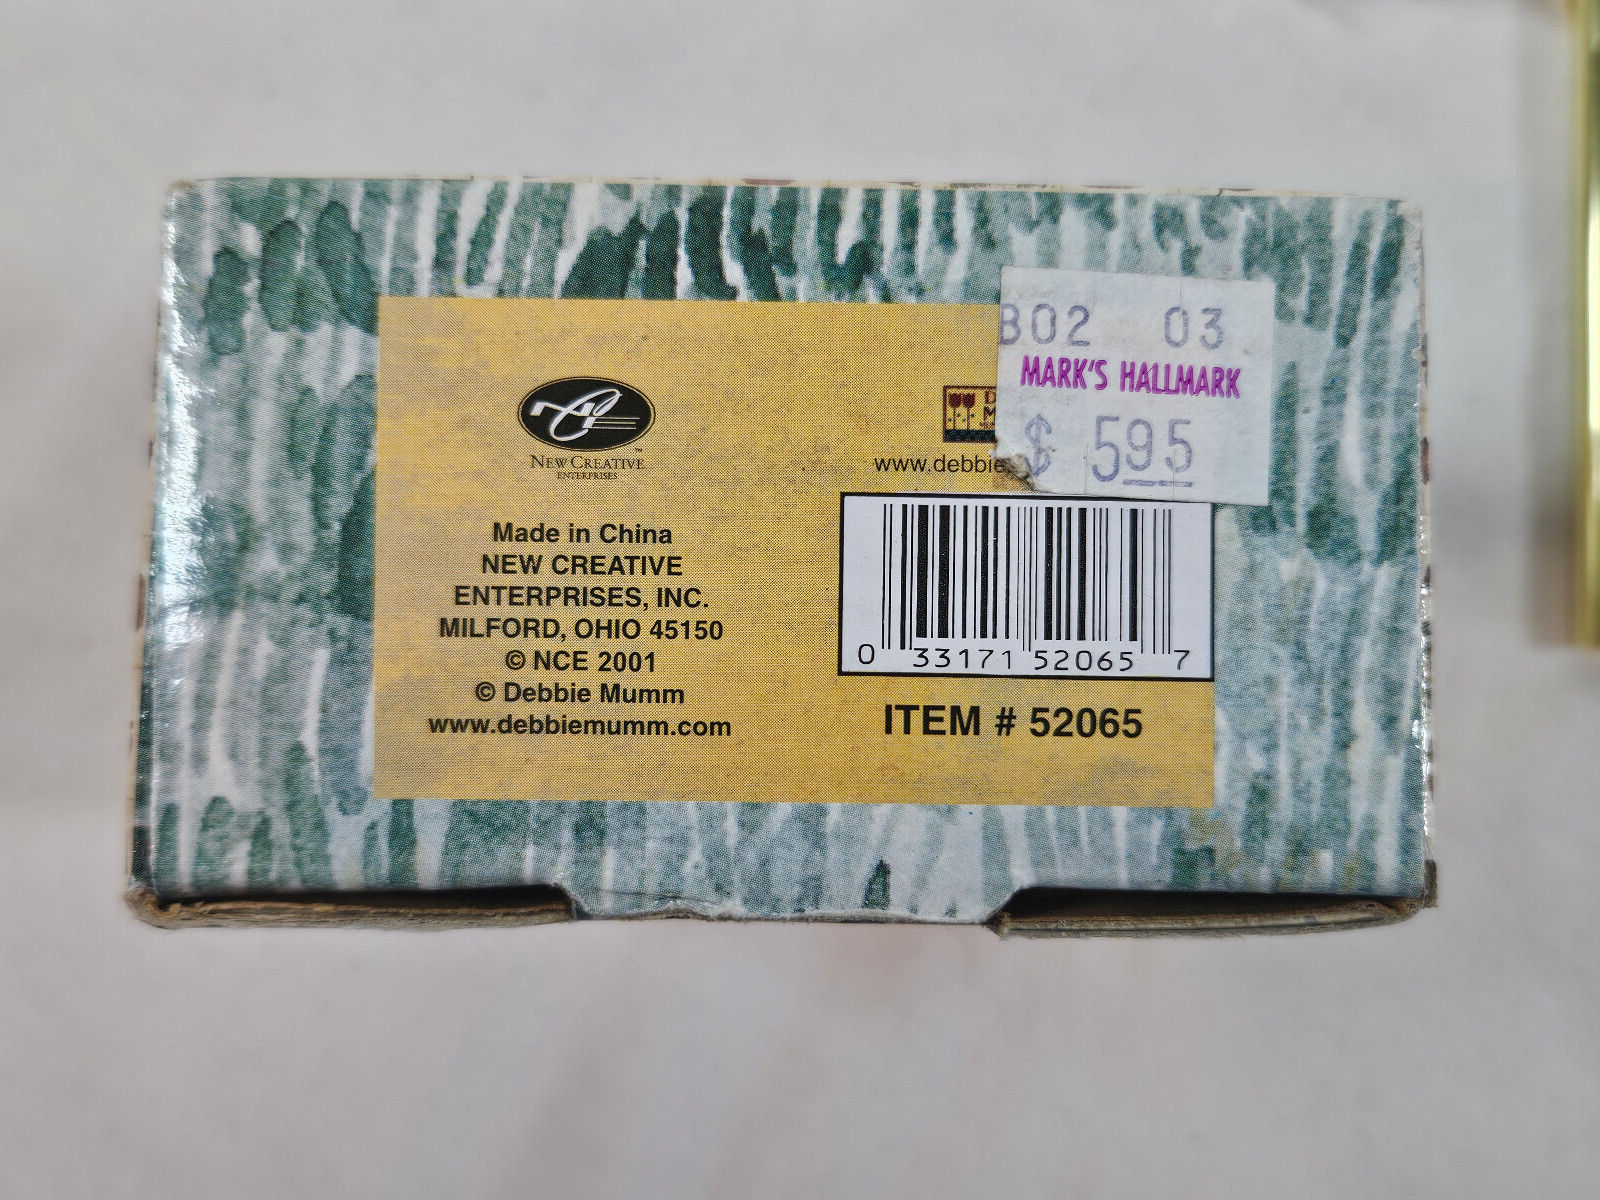 NEW CREATIVE
ENTERPRISES
Made in China
NEW CREATIVE
ENTERPRISES, INC.
MILFORD, OHIO 45150
© NCE 2001
© Debbie Mumm
www.debbiemumm.com
B02 03
MARK'S HALLMARK
$ 595
www.debbie
0 33171 52065 7
ITEM # 52065